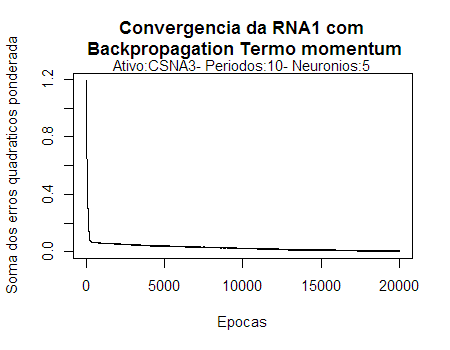 Convergencia da RNA1 com
Backpropagation Termo momentum
Ativo:CSNA3- Periodos:10- Neuronios:5
Soma dos erros quadraticos ponderada
1.2
0.8
0.4
0.0
0 5000 10000 15000 20000
Epocas